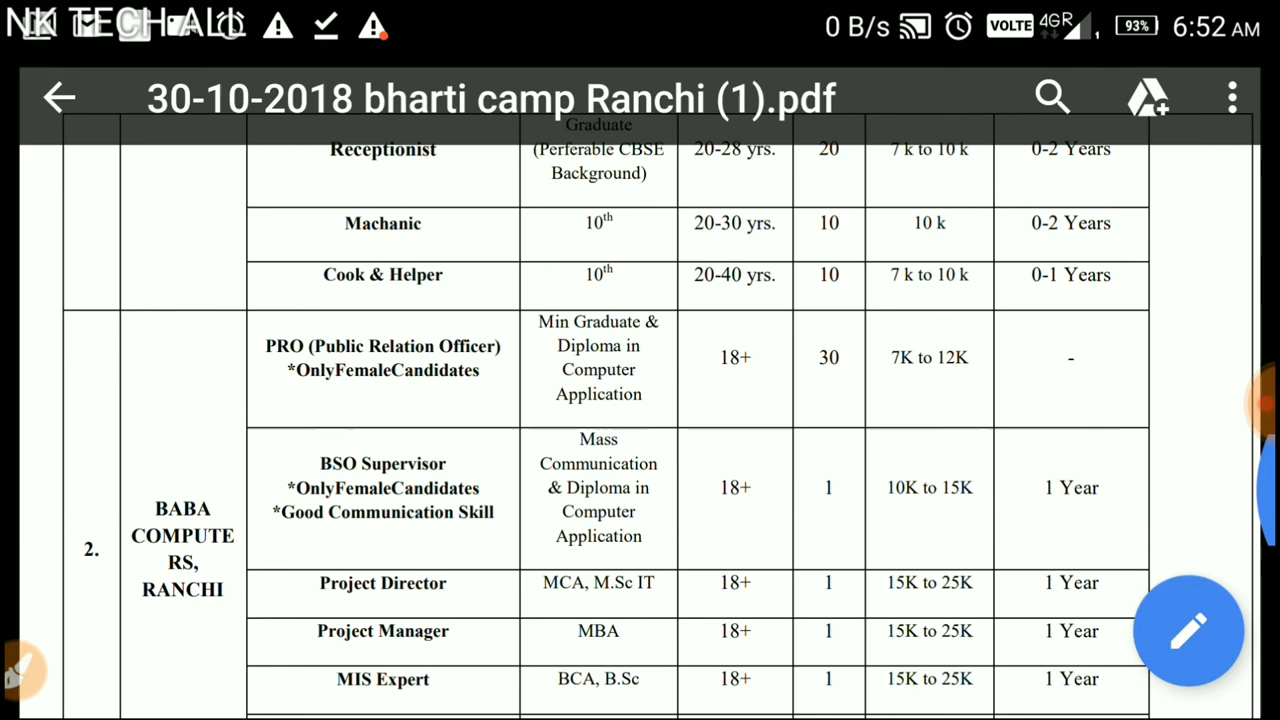 NK TECH ALL
0 B/s VOLTE 4GR 1 93% 6:52 AM
30-10-2018 bharti camp Ranchi (1).pdf
Receptionist
Graduate
(Perferable CBSE
Background)
20-28 yrs.
20
7 k to 10 k
0-2 Years
Machanic
10th
20-30 yrs.
10
10 k
0-2 Years
Cook & Helper
10th
20-40 yrs.
10
7 k to 10 k
0-1 Years
2.
BABA
COMPUTE
RS,
RANCHI
PRO (Public Relation Officer)
*OnlyFemaleCandidates
Min Graduate &
Diploma in
Computer
Application
18+
30
7K to 12K
-
BSO Supervisor
*OnlyFemaleCandidates
*Good Communication Skill
Mass
Communication
& Diploma in
Computer
Application
18+
1
10K to 15K
1 Year
Project Director
MCA, M.Sc IT
18+
1
15K to 25K
1 Year
Project Manager
MBA
18+
1
15K to 25K
1 Year
MIS Expert
BCA, B.Sc
18+
1
15K to 25K
1 Year